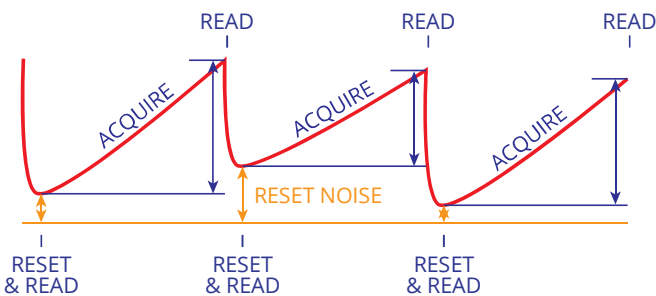 READ
READ
READ
ACQUIRE
ACQUIRE
ACQUIRE
RESET NOISE
RESET
& READ
RESET
& READ
RESET
& READ